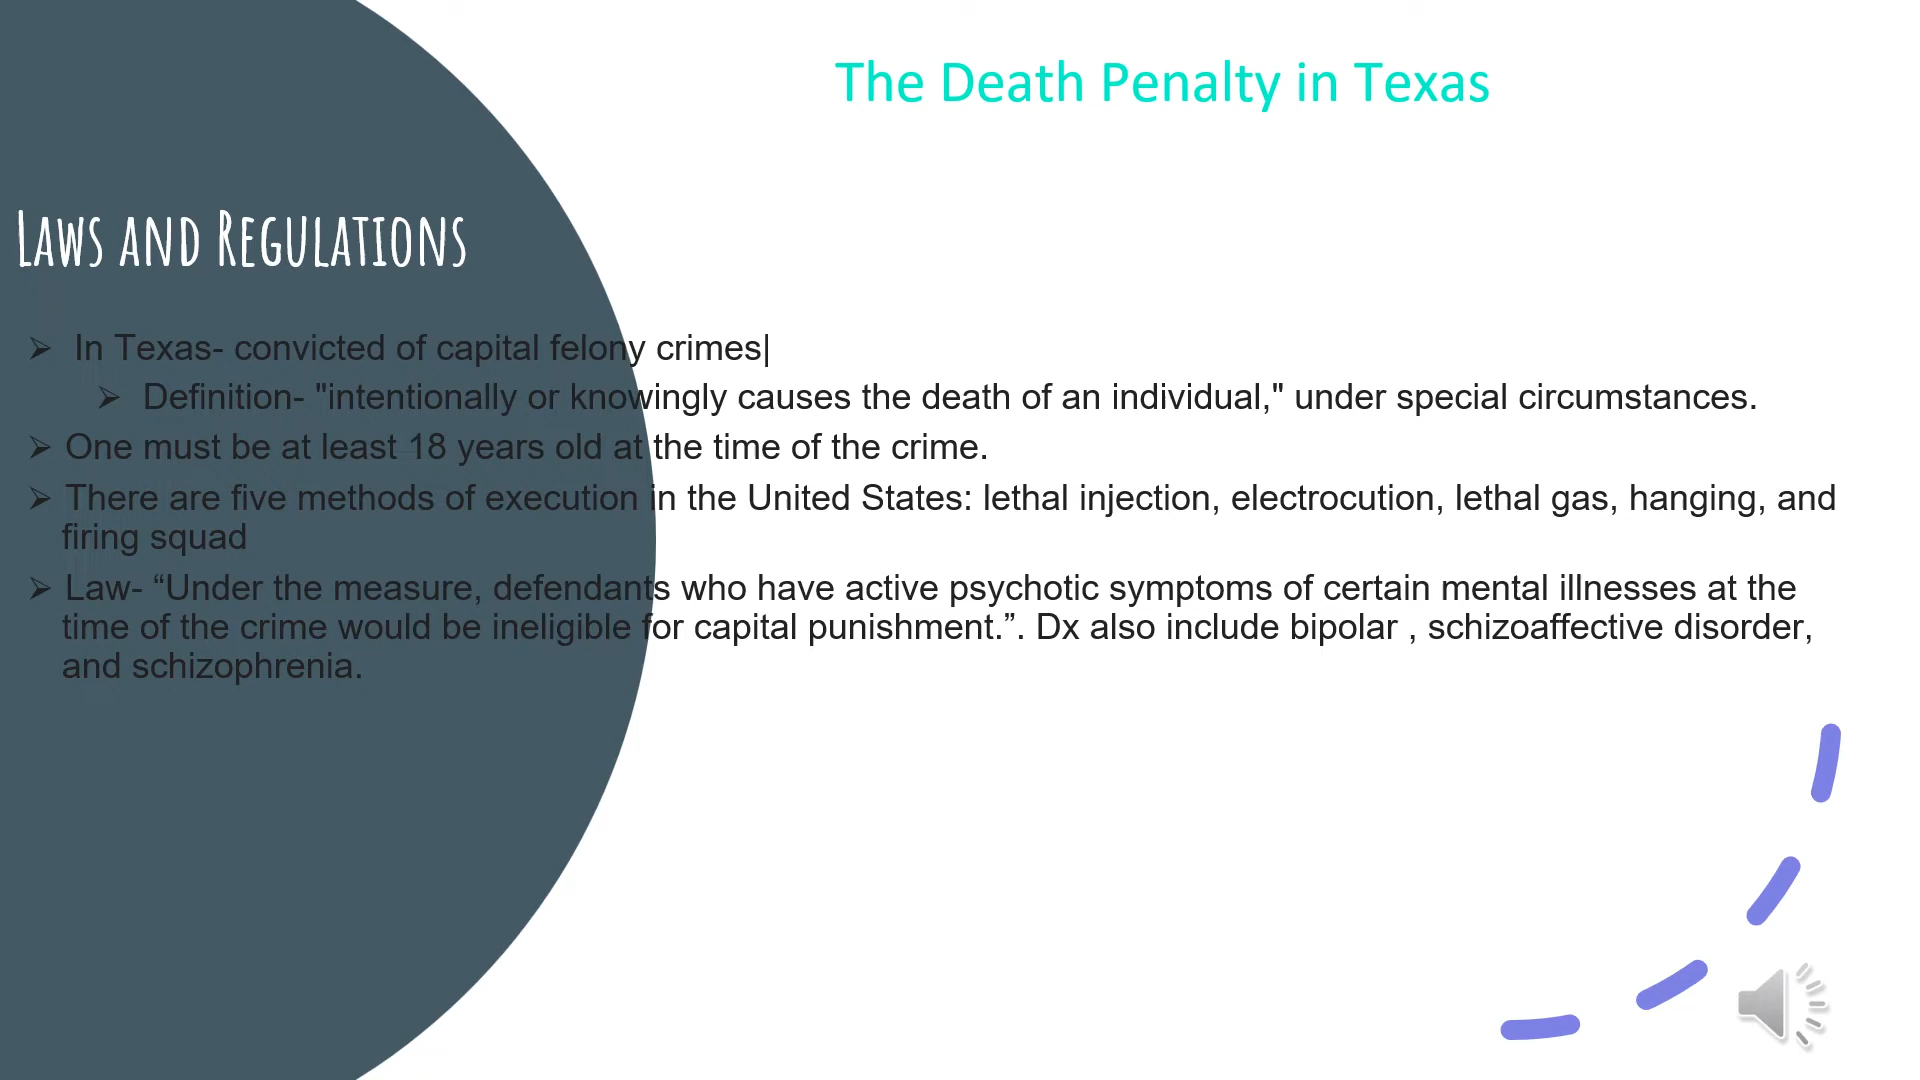 The Death Penalty in Texas
Laws and Regulations
➢ In Texas- convicted of capital felony crimes|
➢ Definition- "intentionally or knowingly causes the death of an individual," under special circumstances.
➢ One must be at least 18 years old at the time of the crime.
➢ There are five methods of execution in the United States: lethal injection, electrocution, lethal gas, hanging, and
firing squad
➢ Law- “Under the measure, defendants who have active psychotic symptoms of certain mental illnesses at the
time of the crime would be ineligible for capital punishment.”. Dx also include bipolar , schizoaffective disorder,
and schizophrenia.